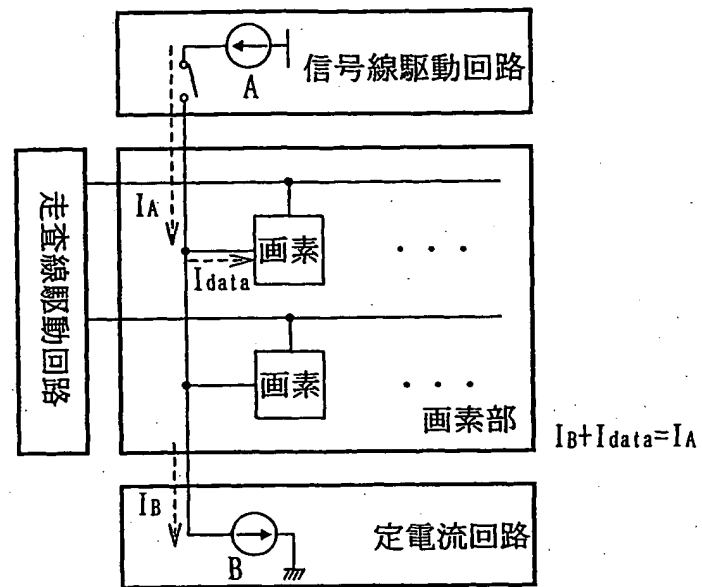 信号線駆動回路
A
走査線駆動回路
IA
画素
Idata
画素
画素部
IB+Idata=IA
IB
定電流回路
B